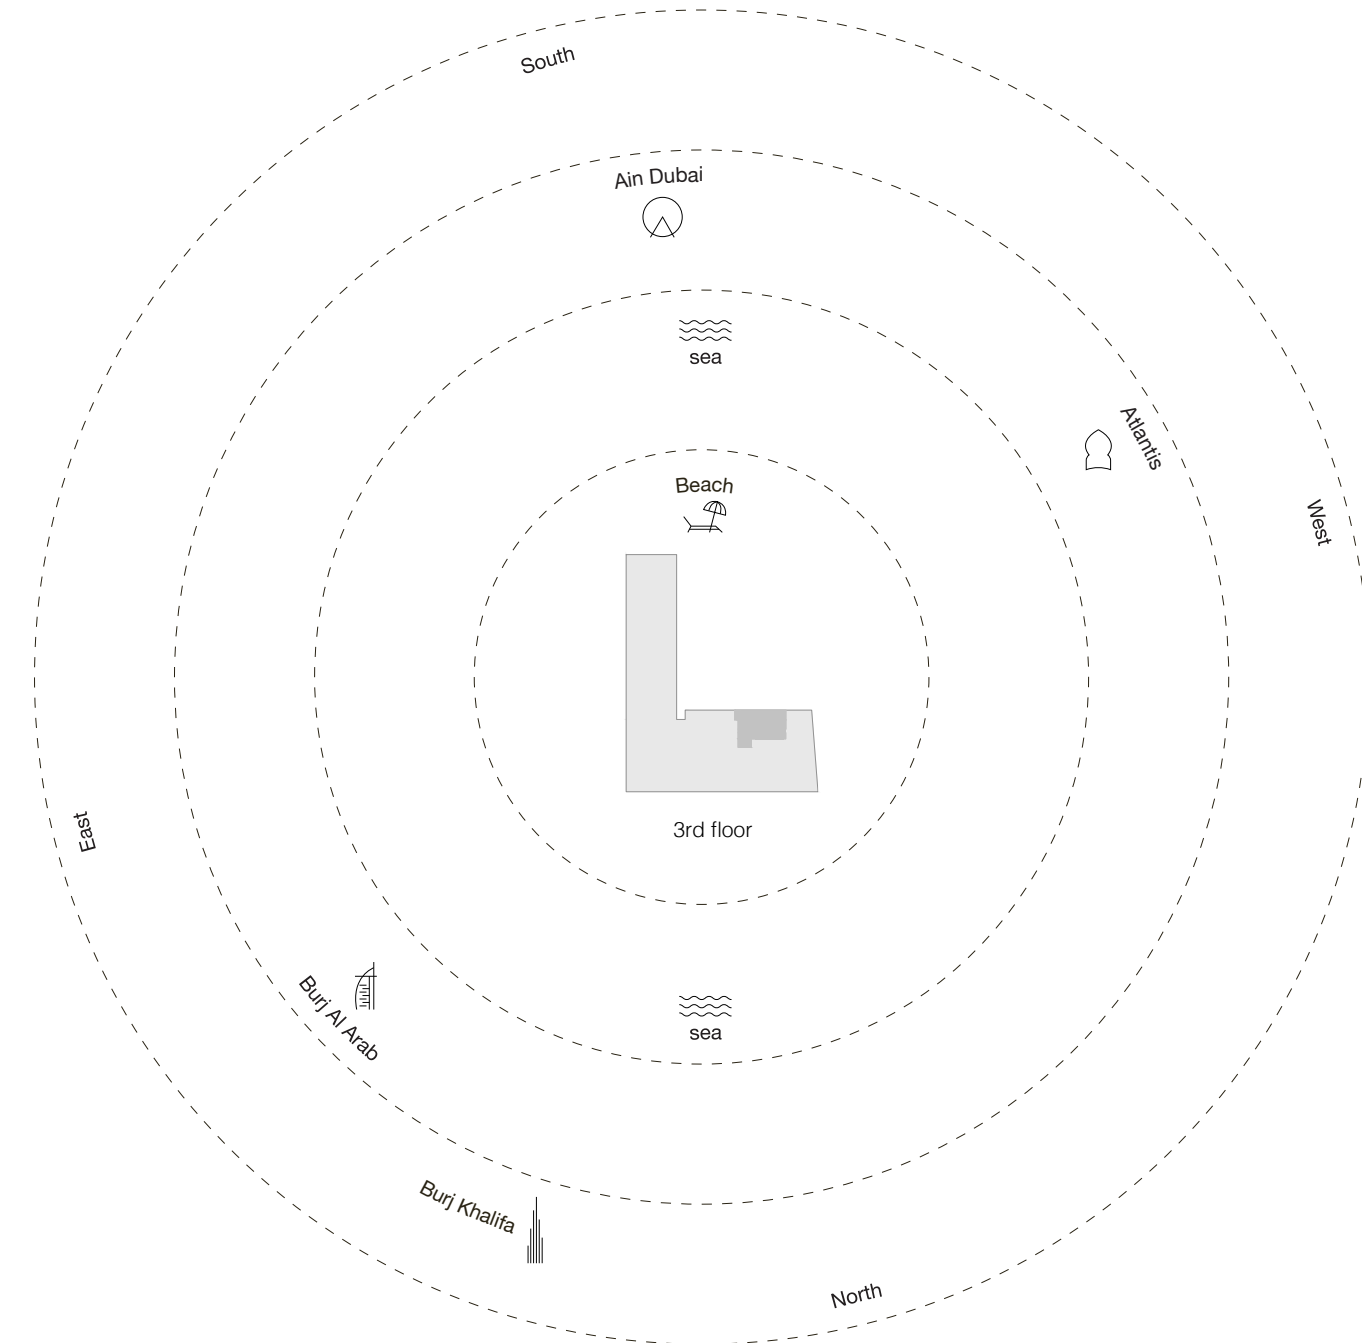 South
Ain Dubai
sea
Atlantis
Beach
West
East
3rd floor
Burj Al Arab
sea
Burj Khalifa
North